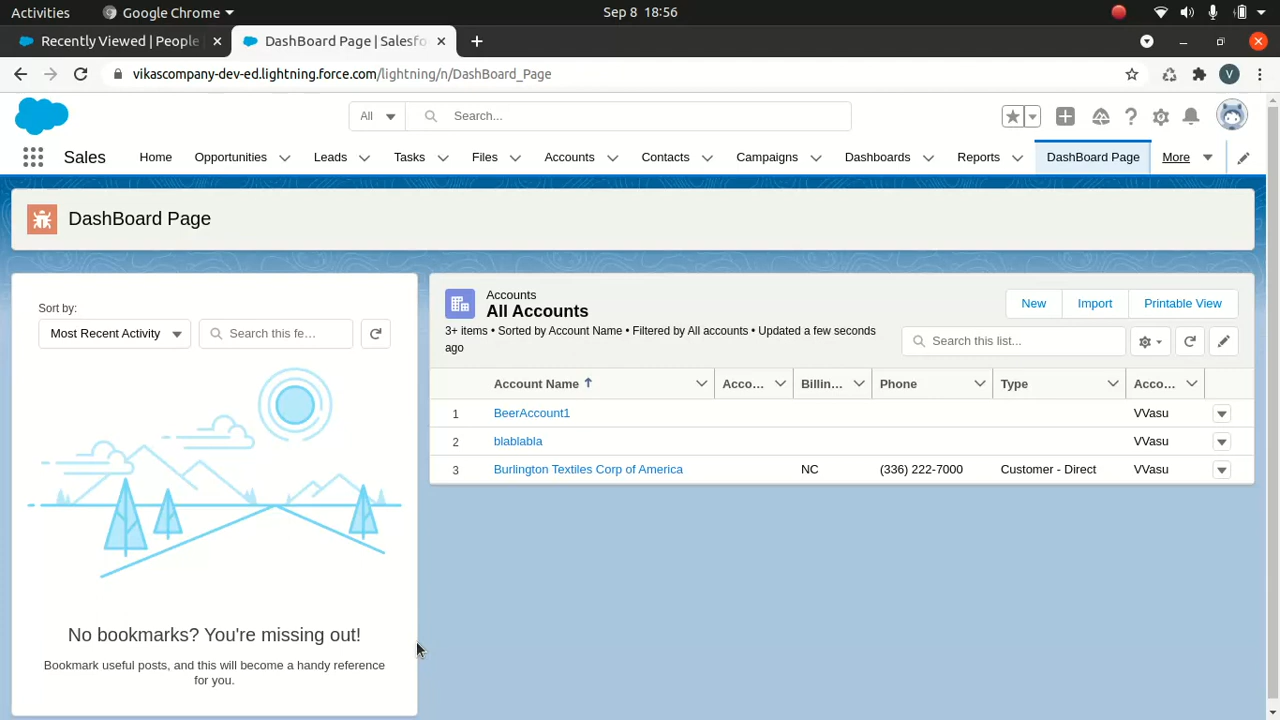 Activities Vikas Chrome Sep 8 18:56
Recently Viewed | People DashBoard Page | Salesfo
vikascompany-dev-ed.lightning.force.com/lightning/n/DashBoard_Page V
All Search...
Sales Home Opportunities Leads Tasks Files Accounts Contacts Campaigns Dashboards Reports DashBoard Page More
DashBoard Page
Sort by:
Most Recent Activity Search this fe...
No bookmarks? You're missing out!
Bookmark useful posts, and this will become a handy reference
for you.
Accounts
All Accounts
3+ items • Sorted by Account Name • Filtered by All accounts • Updated a few seconds
ago
New Import Printable View
Search this list...
Account Name Acco... Billin... Phone Type Acco...
1 BeerAccount1 VVasu
2 blablabla VVasu
3 Burlington Textiles Corp of America NC (336) 222-7000 Customer - Direct VVasu